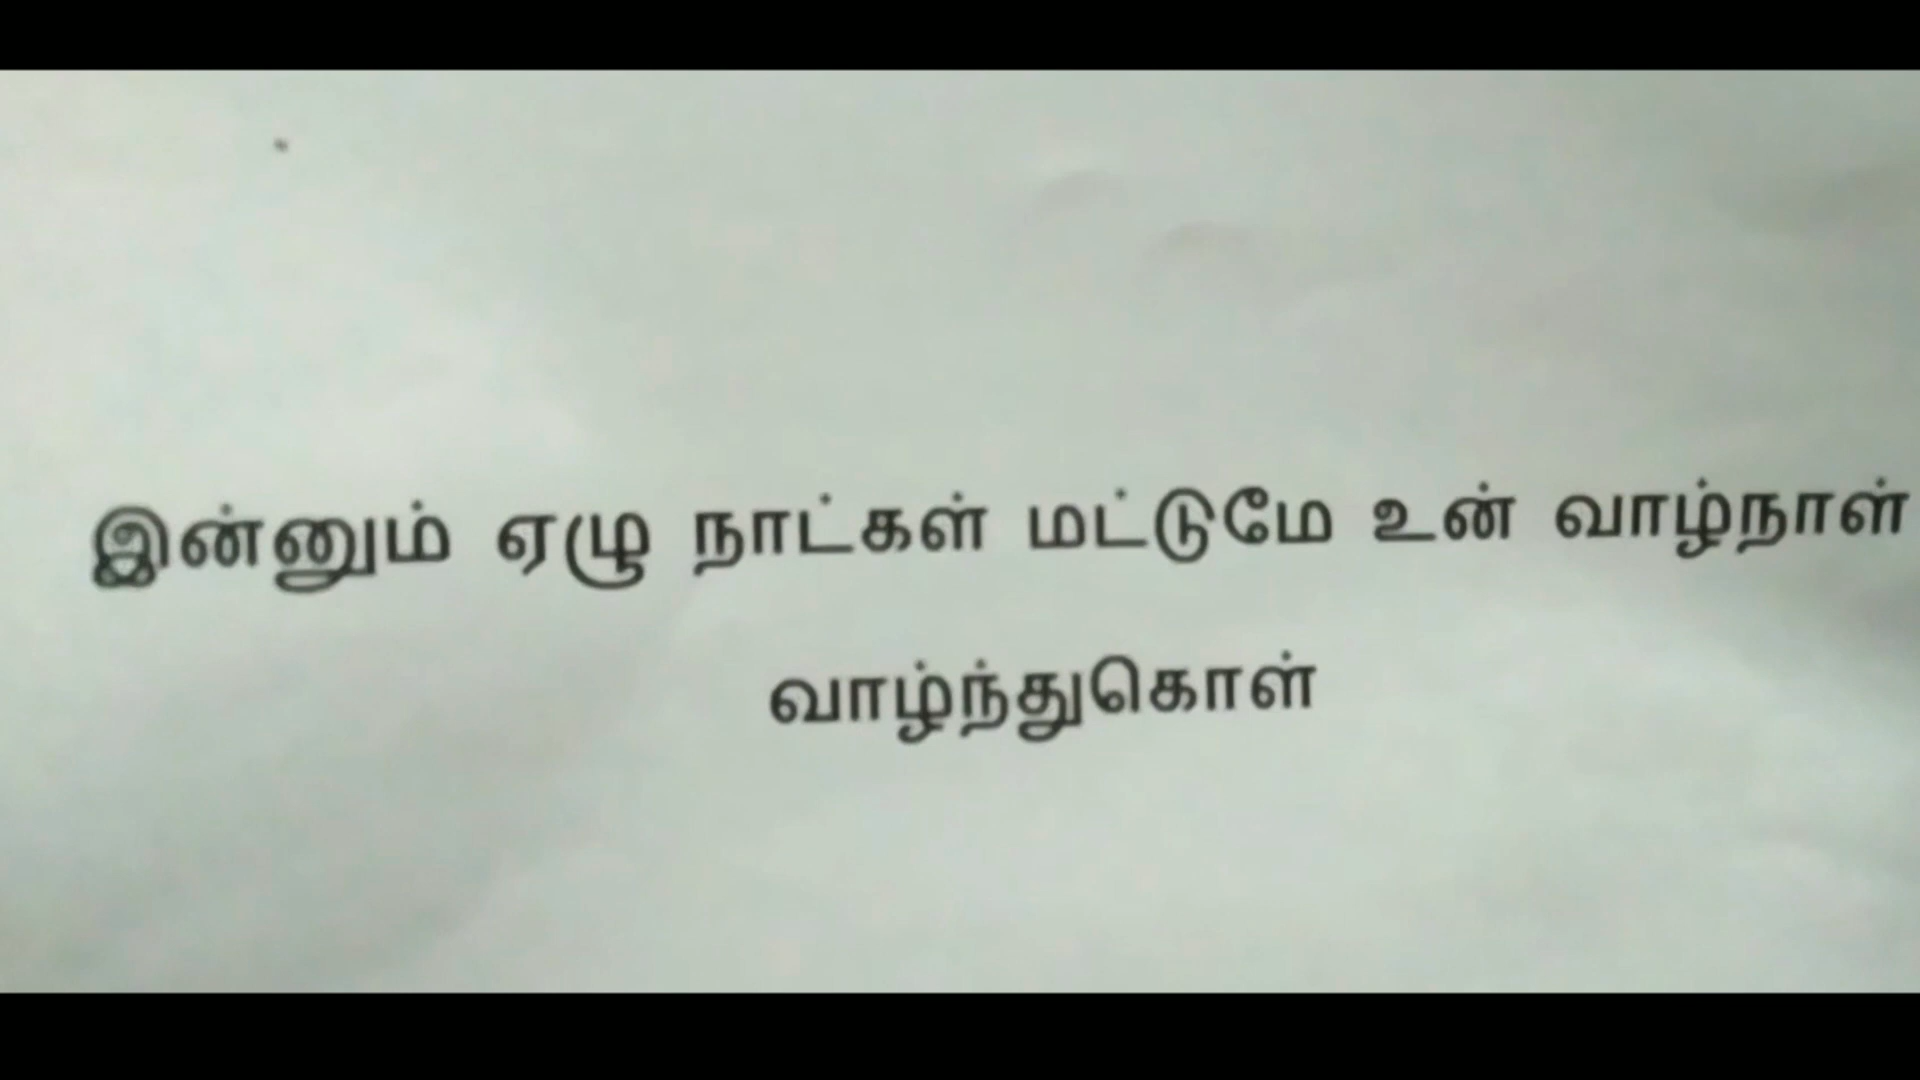 இன்னும் ஏழு நாட்கள் மட்டுமே உன் வாழ்நாள்
வாழ்ந்துகொள்